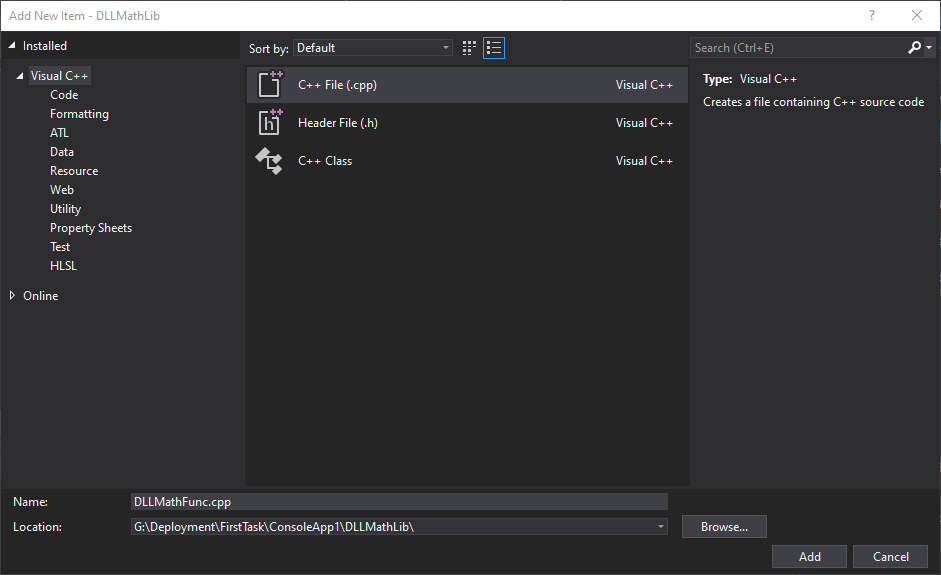 Add New Item - DLLMathLib
?
Installed
Sort by: Default
Search (Ctrl+E)
Visual C++
Code
Formatting
ATL
Data
Resource
Web
Utility
Property Sheets
Test
HLSL
Online
C++ File (.cpp) Visual C++
Header File (.h) Visual C++
C++ Class Visual C++
Type: Visual C++
Creates a file containing C++ source code
Name: DLLMathFunc.cpp
Location: G:\Deployment\FirstTask\ConsoleApp1\DLLMathLib\
Browse...
Add Cancel